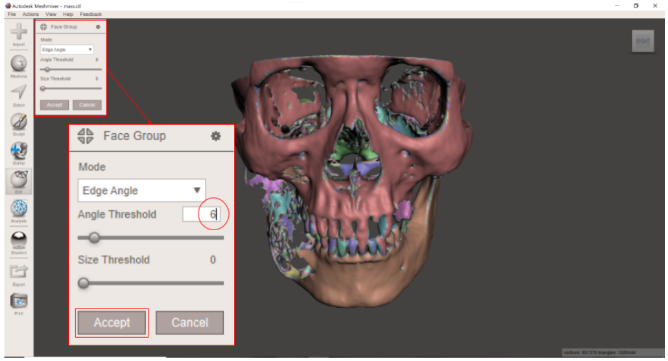 Autodesk Meshmixer - mass.stl
File Actions View Help Feedback
Face Group
Mode
Edge Angle
Angle Threshold
Size Threshold
Accept Cancel
Import
Meshmix
Select
Sculpt
Stamp
Edit
Analysis
Shaders
Export
Print
Face Group
Mode
Edge Angle
Angle Threshold 6
Size Threshold 0
Accept Cancel